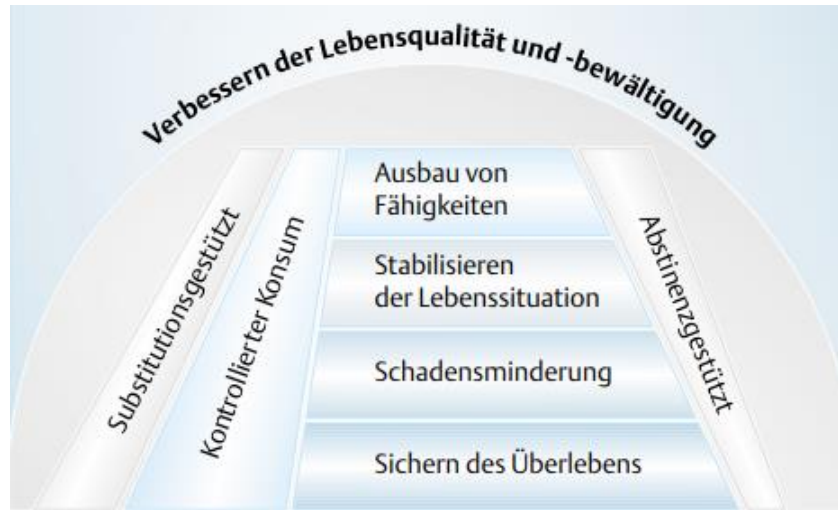 Verbessern der Lebensqualität und -bewältigung
Substitutionsgestützt
Kontrollierter Konsum
Ausbau von
Fähigkeiten
Stabilisieren
der Lebenssituation
Schadensminderung
Sichern des Überlebens
Abstinenzgestützt